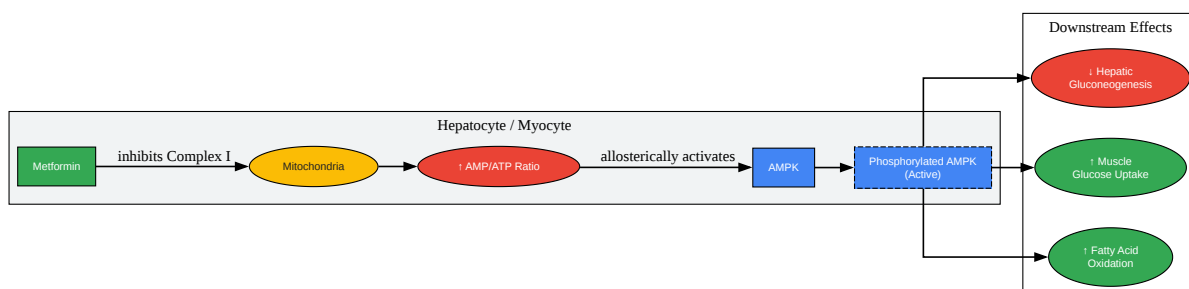 Downstream Effects
↓ Hepatic
Gluconeogenesis
Hepatocyte / Myocyte
Metformin
inhibits Complex I
Mitochondria
↑ AMP/ATP Ratio
allosterically activates
AMPK
Phosphorylated AMPK
(Active)
↑ Muscle
Glucose Uptake
↑ Fatty Acid
Oxidation